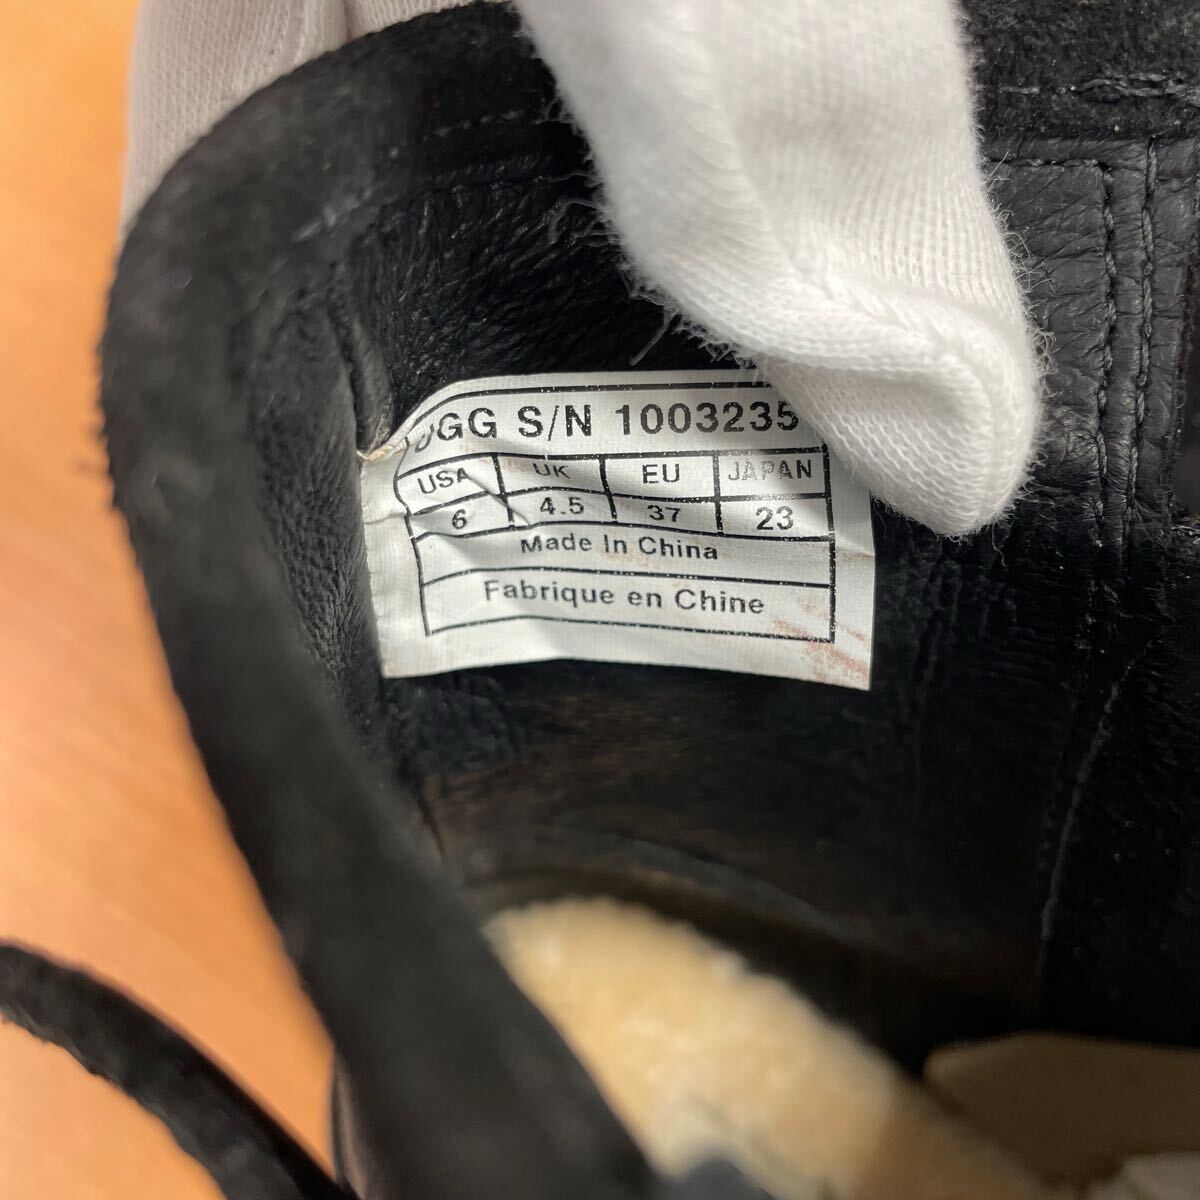 UGG S/N 1003235
USA UK EU JAPAN
6 4.5 37 23
Made In China
Fabrique en Chine